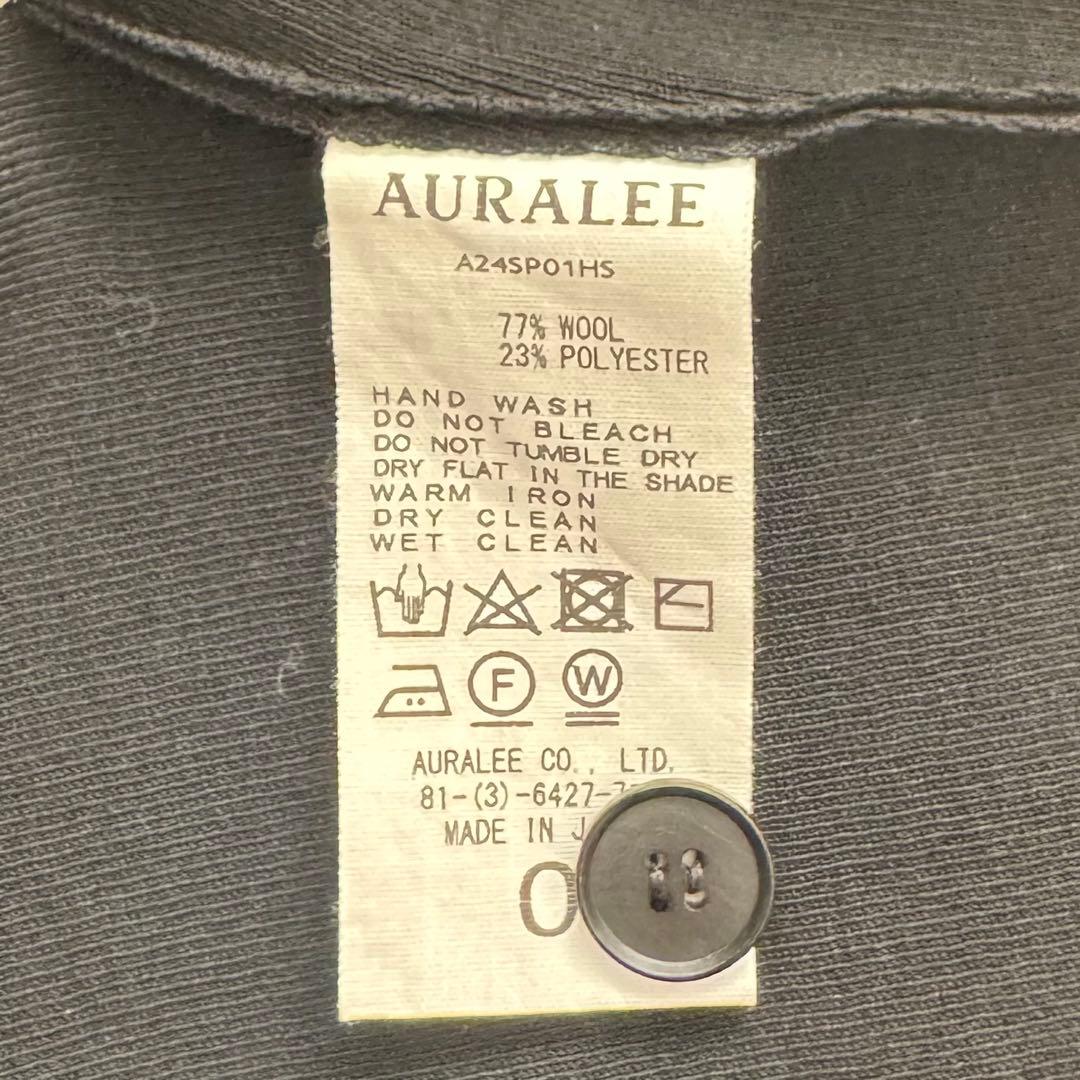 AURALEE
A24SP01HS
77% WOOL
23% POLYESTER
HAND WASH
DO NOT BLEACH
DO NOT TUMBLE DRY
DRY FLAT IN THE SHADE
WARM IRON
DRY CLEAN
WET CLEAN
F W
AURALEE CO., LTD.
81-(3)-6427-
MADE IN
0